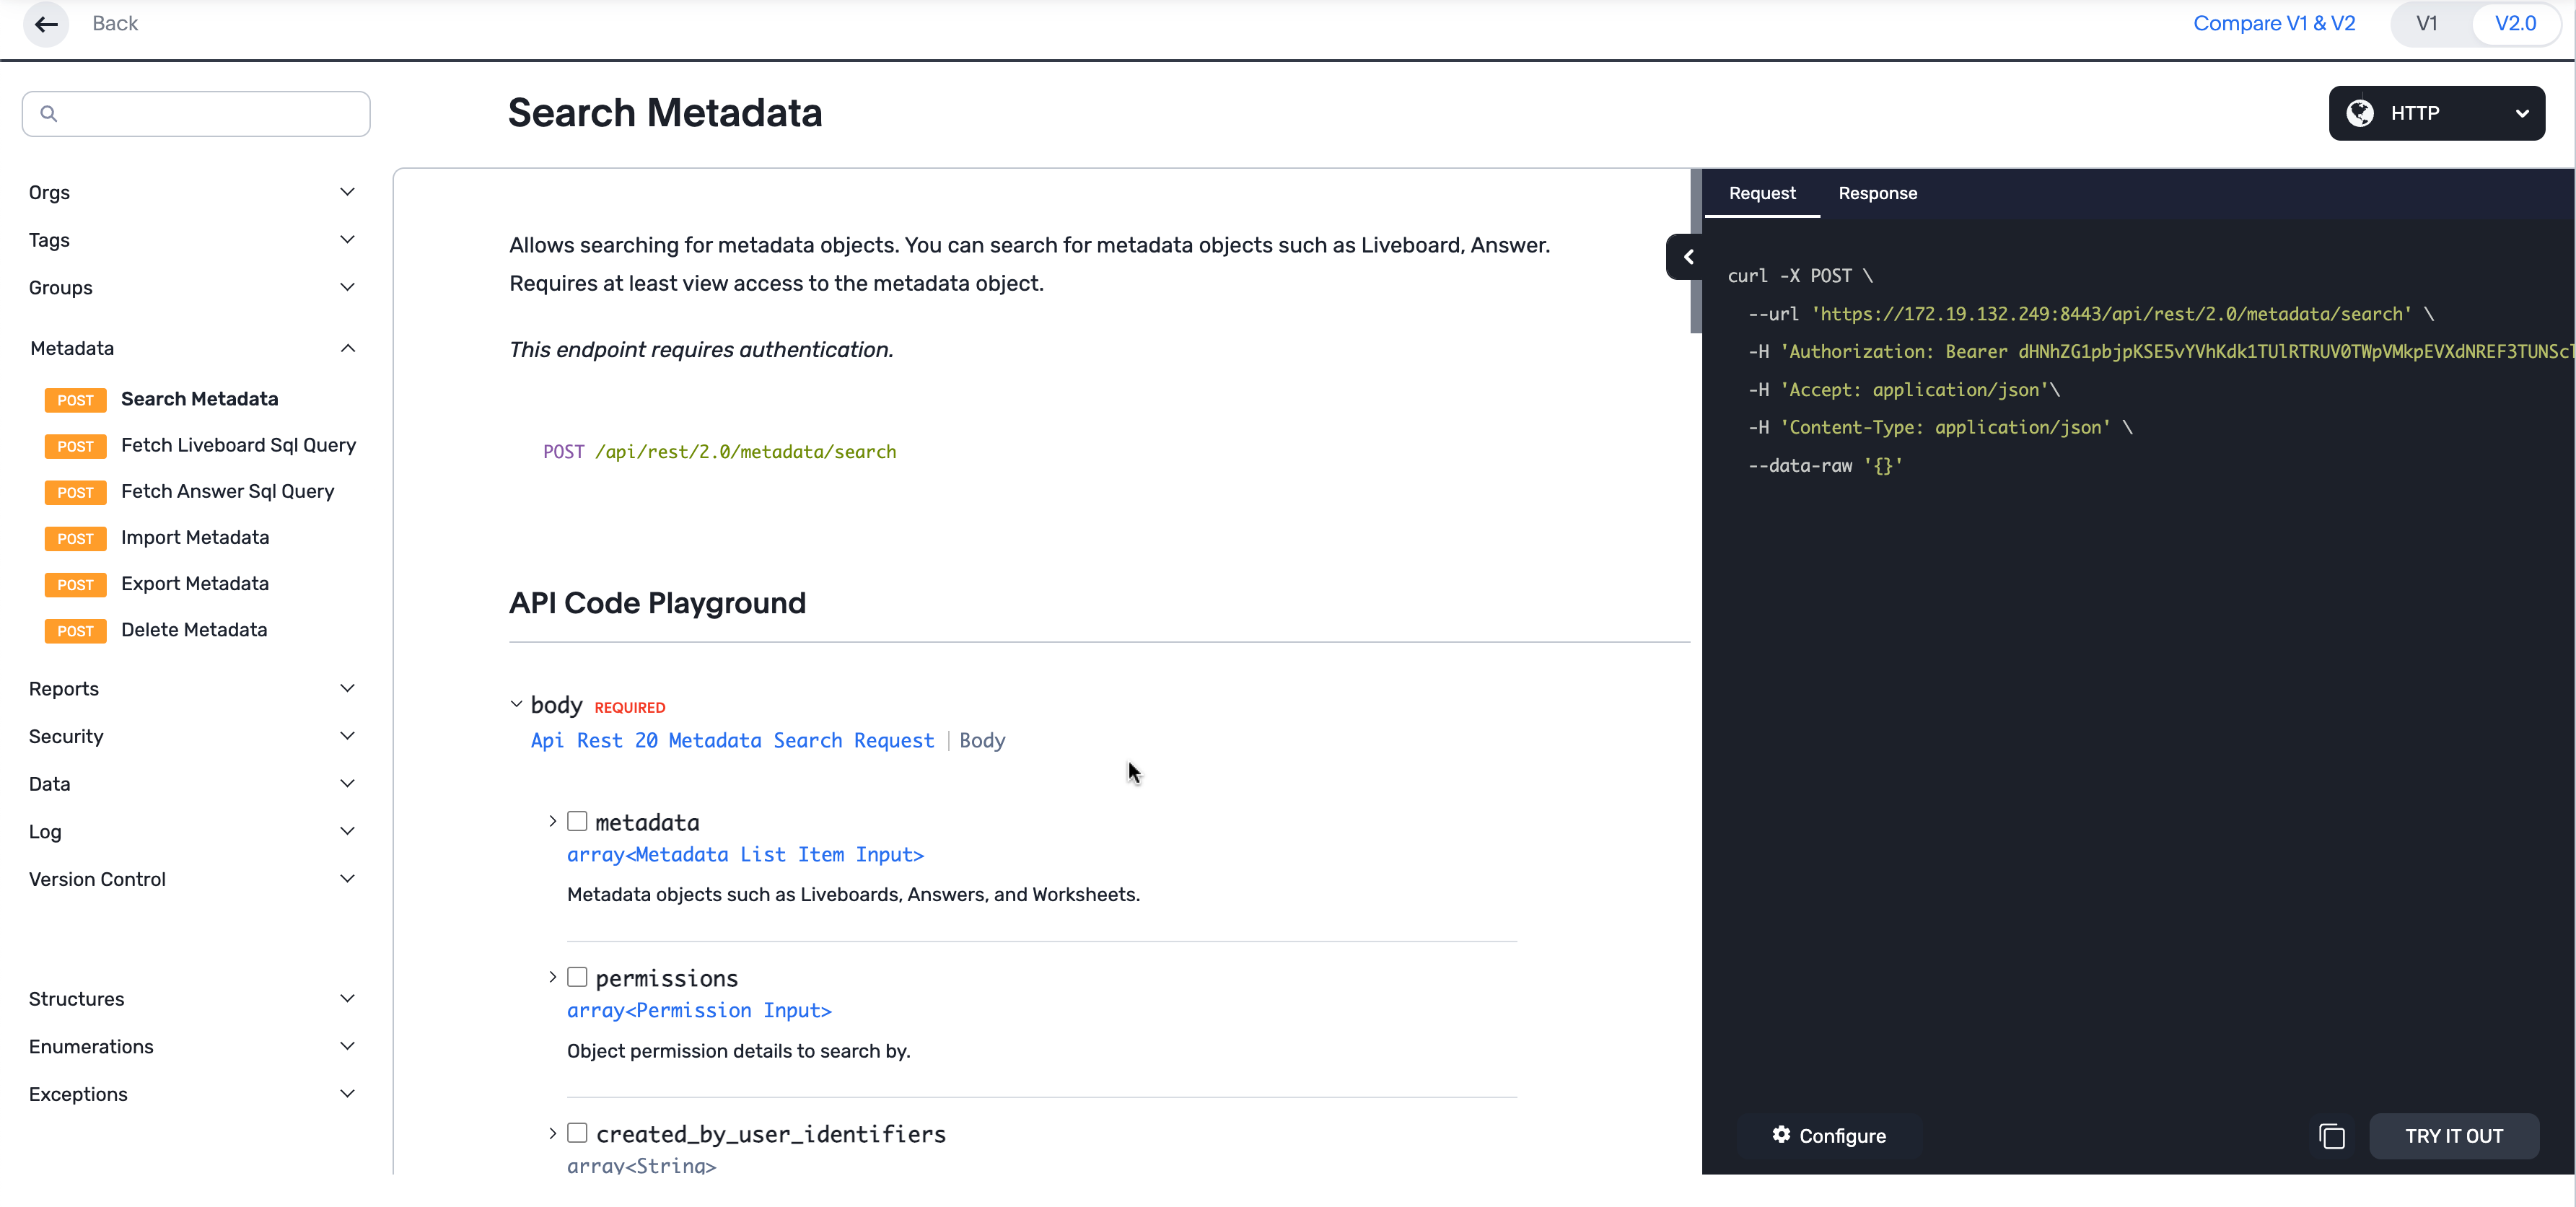 Back
Compare V1 & V2
V1
V2.0
Search Metadata
HTTP
Orgs
Tags
Groups
Metadata
POST Search Metadata
POST Fetch Liveboard Sql Query
POST Fetch Answer Sql Query
POST Import Metadata
POST Export Metadata
POST Delete Metadata
Reports
Security
Data
Log
Version Control
Structures
Enumerations
Exceptions
Allows searching for metadata objects. You can search for metadata objects such as Liveboard, Answer.
Requires at least view access to the metadata object.
This endpoint requires authentication.
POST /api/rest/2.0/metadata/search
API Code Playground
body REQUIRED
Api Rest 20 Metadata Search Request | Body
metadata
array<Metadata List Item Input>
Metadata objects such as Liveboards, Answers, and Worksheets.
permissions
array<Permission Input>
Object permission details to search by.
created_by_user_identifiers
array<String>
Request
Response
curl -X POST \
--url 'https://172.19.132.249:8443/api/rest/2.0/metadata/search' \
-H 'Authorization: Bearer
-H 'Accept: application/json'\
-H 'Content-Type: application/json' \
--data-raw '{}'
Configure
TRY IT OUT